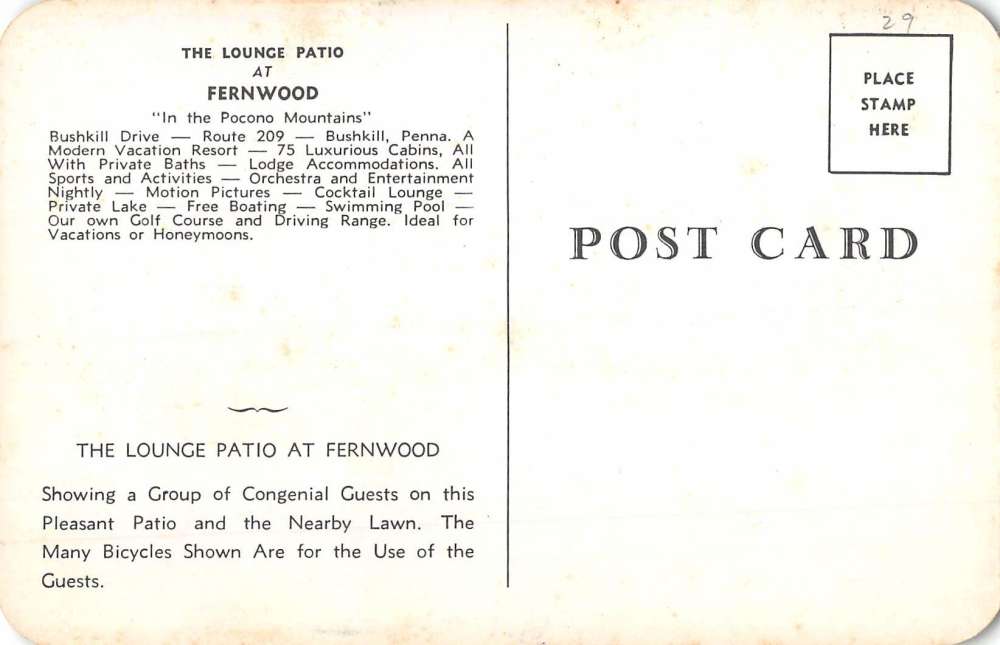 THE LOUNGE PATIO
AT
FERNWOOD
"In the Pocono Mountains"
Bushkill Drive — Route 209 — Bushkill, Penna. A
Modern Vacation Resort — 75 Luxurious Cabins, All
With Private Baths — Lodge Accommodations. All
Sports and Activities — Orchestra and Entertainment
Nightly — Motion Pictures — Cocktail Lounge —
Private Lake — Free Boating — Swimming Pool —
Our own Golf Course and Driving Range. Ideal for
Vacations or Honeymoons.
THE LOUNGE PATIO AT FERNWOOD
Showing a Group of Congenial Guests on this
Pleasant Patio and the Nearby Lawn. The
Many Bicycles Shown Are for the Use of the
Guests.
29
PLACE
STAMP
HERE
POST CARD